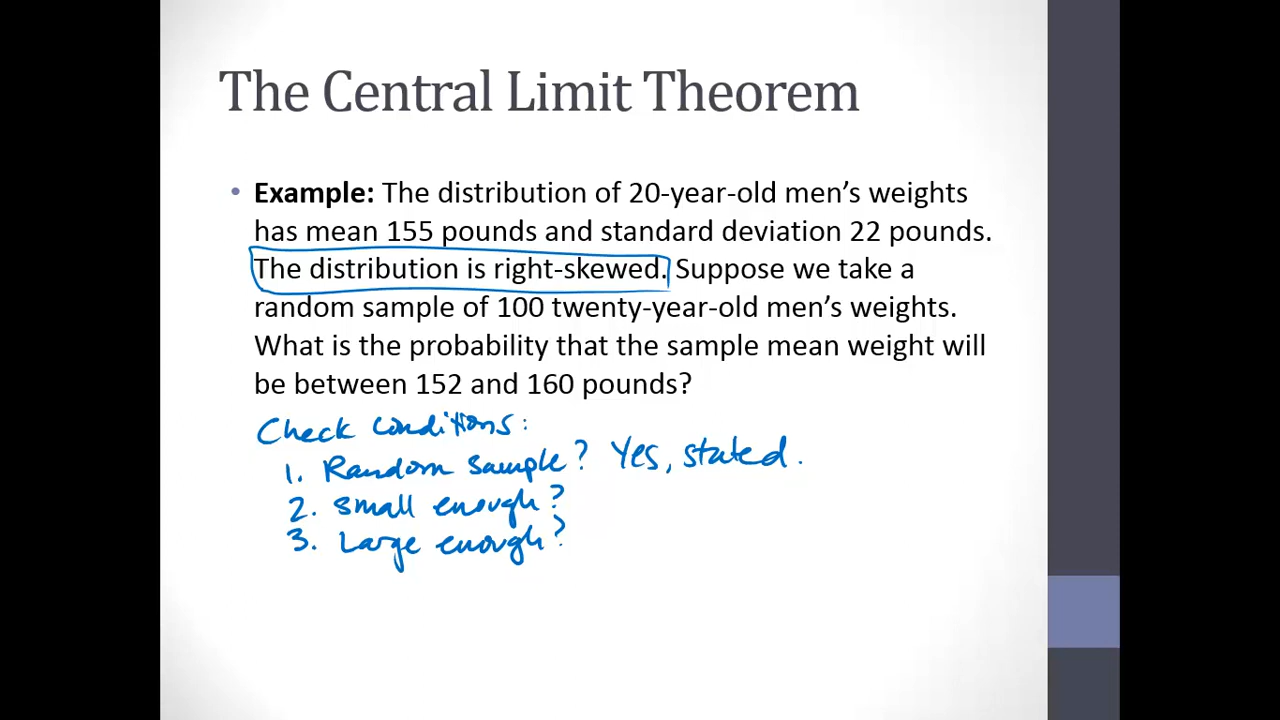 The Central Limit Theorem
• Example: The distribution of 20-year-old men’s weights
has mean 155 pounds and standard deviation 22 pounds.
The distribution is right-skewed. Suppose we take a
random sample of 100 twenty-year-old men’s weights.
What is the probability that the sample mean weight will
be between 152 and 160 pounds?
Check Conditions:
1. Random sample? Yes, stated.
2. Small enough?
3. Large enough?